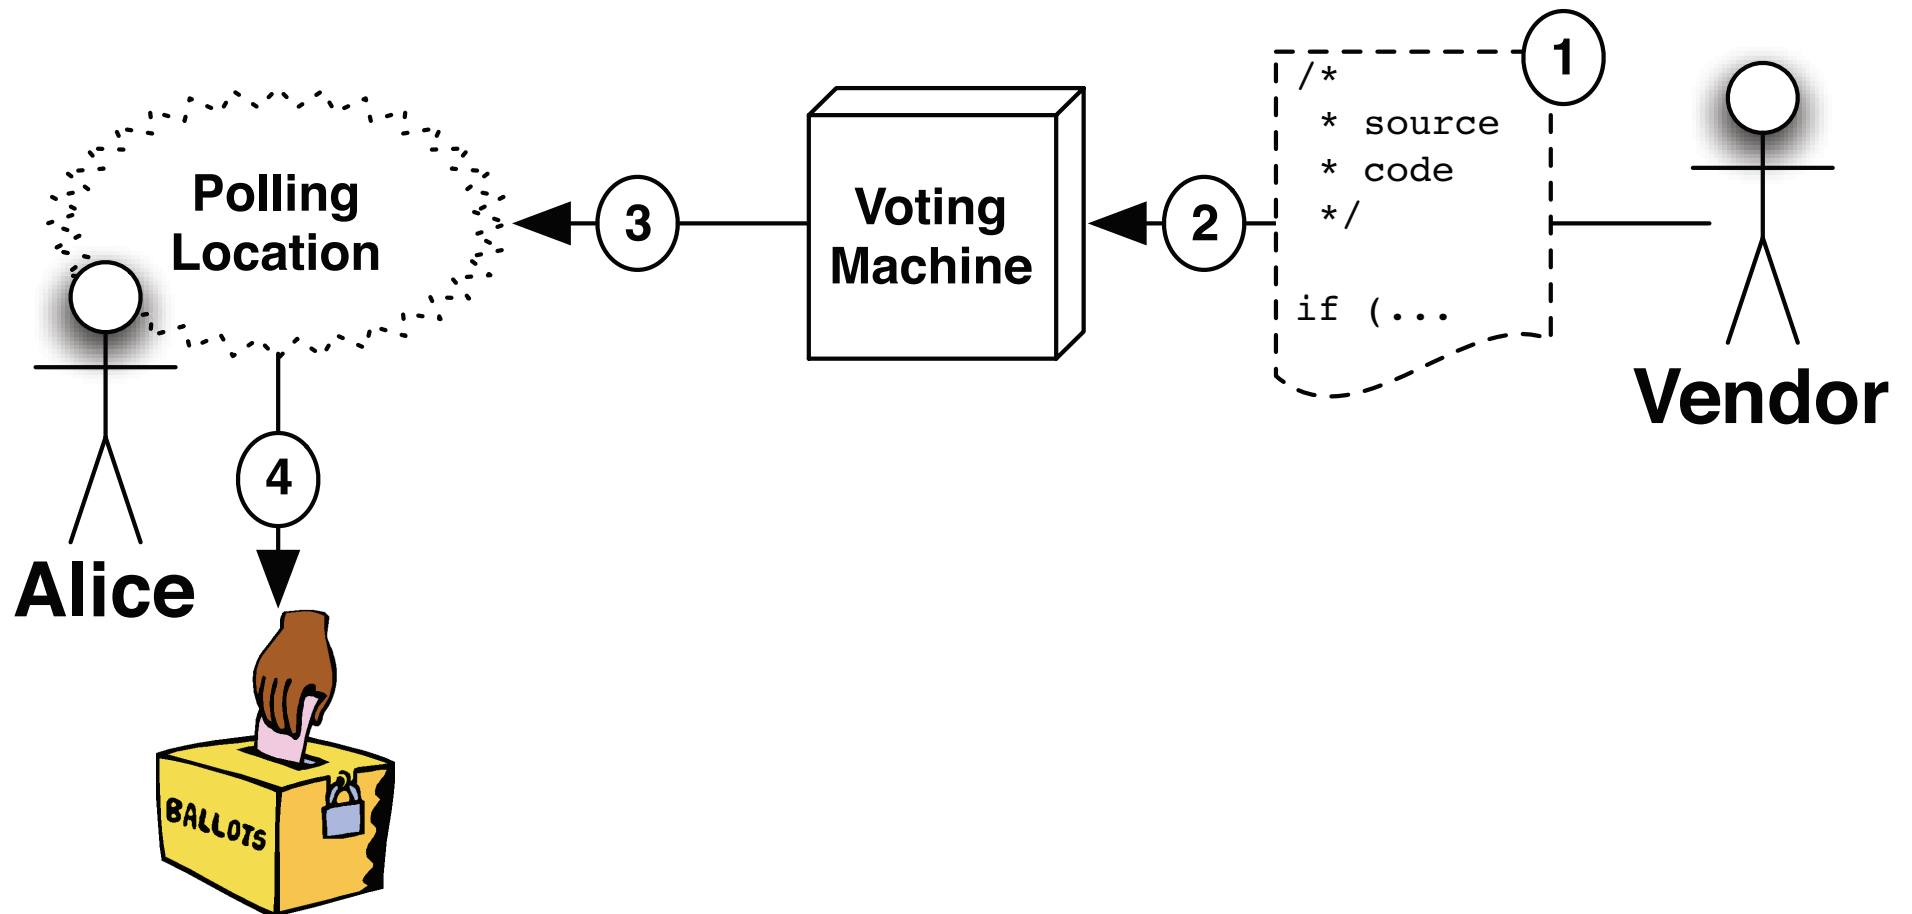 1
/*
* source
* code
*/
if (...
Polling
Location
3
Voting
Machine
2
Vendor
4
Alice
BALLOTS